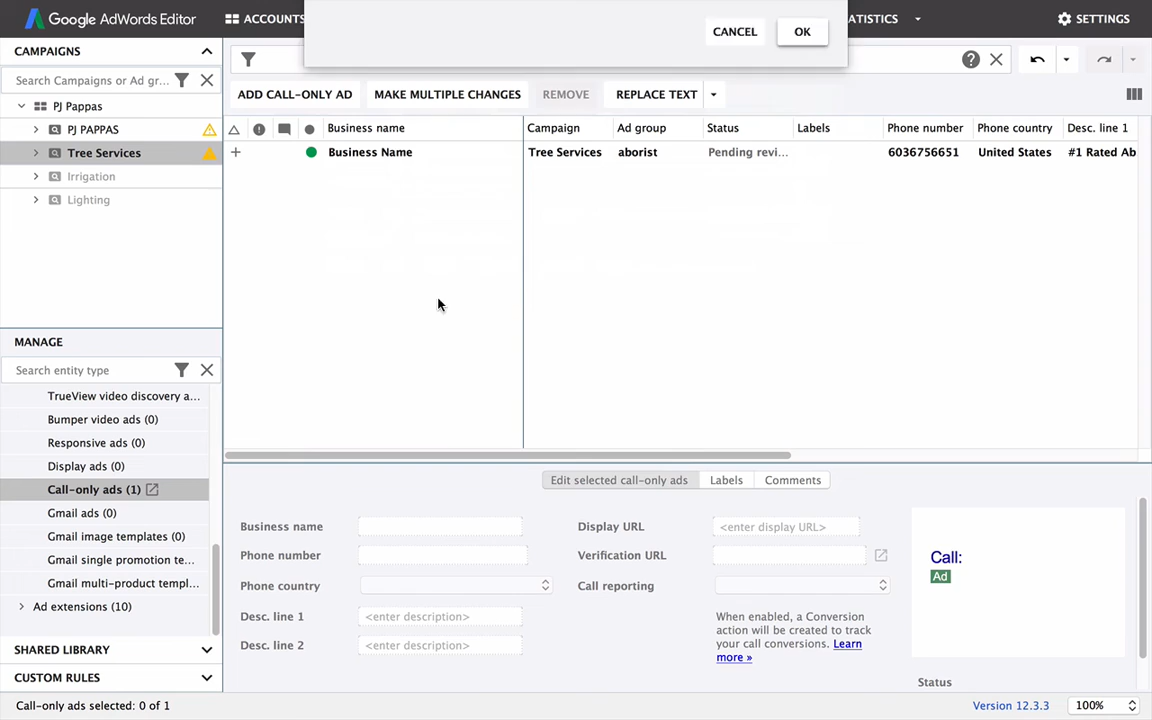 Google AdWords Editor
ACCOUNTS
CANCEL
OK
ATISTICS
SETTINGS
CAMPAIGNS
Search Campaigns or Ad gr...
PJ Pappas
PJ PAPPAS
Tree Services
Irrigation
Lighting
ADD CALL-ONLY AD
MAKE MULTIPLE CHANGES
REMOVE
REPLACE TEXT
Business name
Campaign
Ad group
Status
Labels
Phone number
Phone country
Desc. line 1
Business Name
Tree Services
aborist
Pending revi...
6036756651
United States
#1 Rated Ab
MANAGE
Search entity type
TrueView video discovery a...
Bumper video ads (0)
Responsive ads (0)
Display ads (0)
Call-only ads (1)
Gmail ads (0)
Gmail image templates (0)
Gmail single promotion te...
Gmail multi-product templ...
Ad extensions (10)
SHARED LIBRARY
CUSTOM RULES
Edit selected call-only ads
Labels
Comments
Business name
Phone number
Phone country
Desc. line 1
<enter description>
Desc. line 2
<enter description>
Display URL
<enter display URL>
Verification URL
Call reporting
When enabled, a Conversion
action will be created to track
your call conversions. Learn
more »
Call:
Ad
Status
Call-only ads selected: 0 of 1
Version 12.3.3
100%